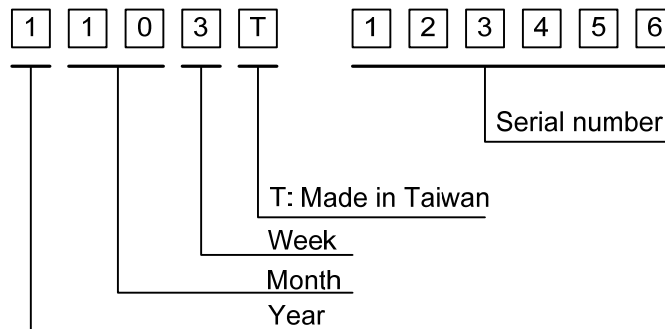 1 1 0 3 T 1 2 3 4 5 6
Serial number
T: Made in Taiwan
Week
Month
Year